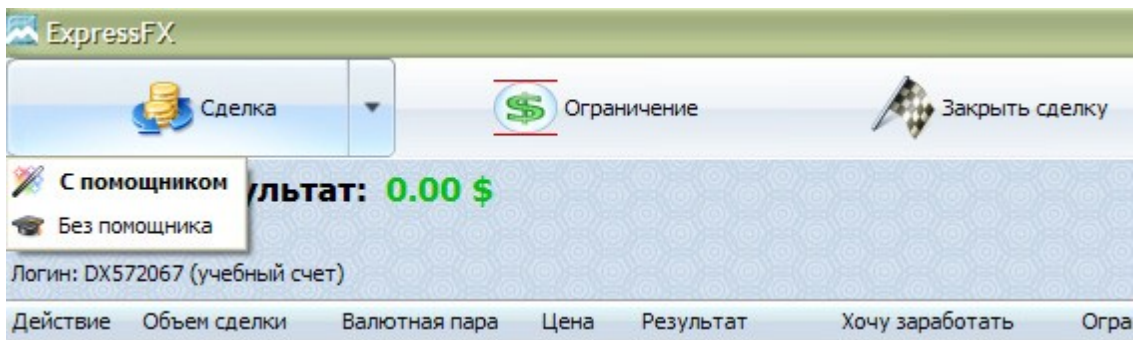 ExpressFX
Сделка Ограничение Закрыть сделку
С помощником
ультат: 0.00 $
Без помощника
Логин: DX572067 (учебный счет)
Действие Объем сделки Валютная пара Цена Результат Хочу заработать Огра